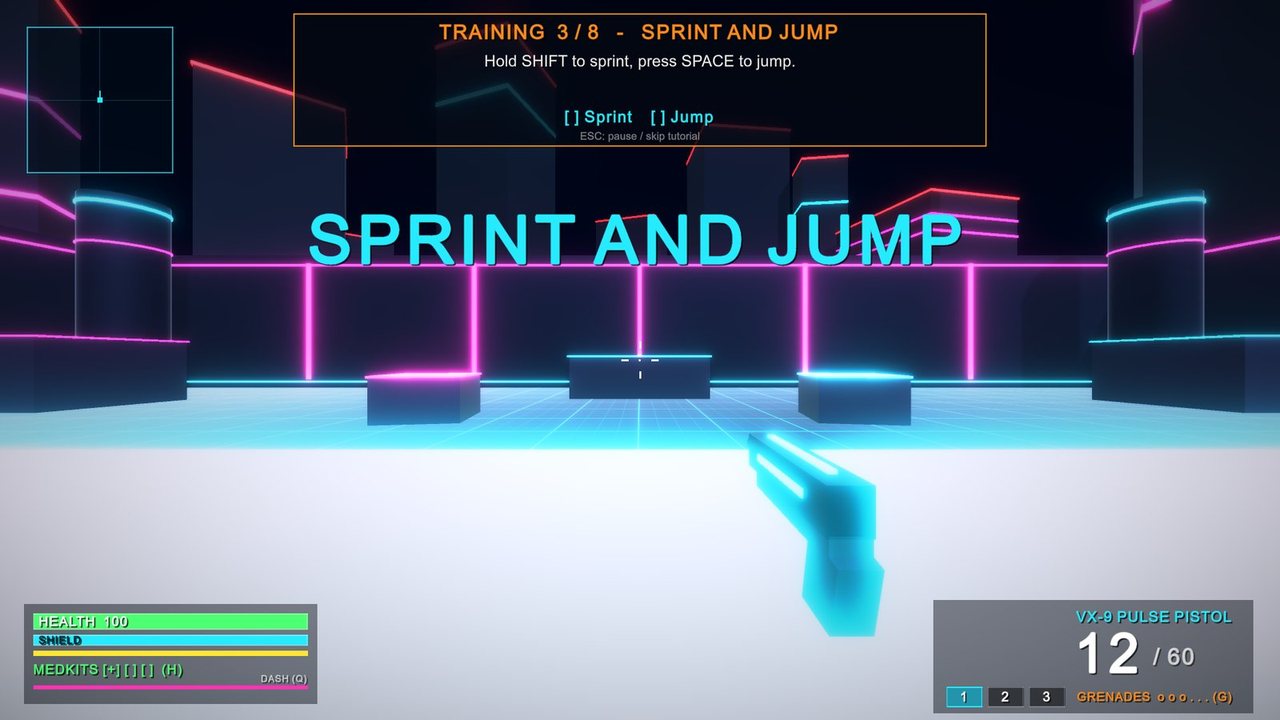 TRAINING 3 / 8 - SPRINT AND JUMP
Hold SHIFT to sprint, press SPACE to jump.
[ ] Sprint [ ] Jump
ESC: pause / skip tutorial
SPRINT AND JUMP
HEALTH 100
SHIELD
MEDKITS [+] [ ] [ ] (H)
DASH (Q)
VX-9 PULSE PISTOL
12 / 60
1 2 3 GRENADES o o o . . . (G)